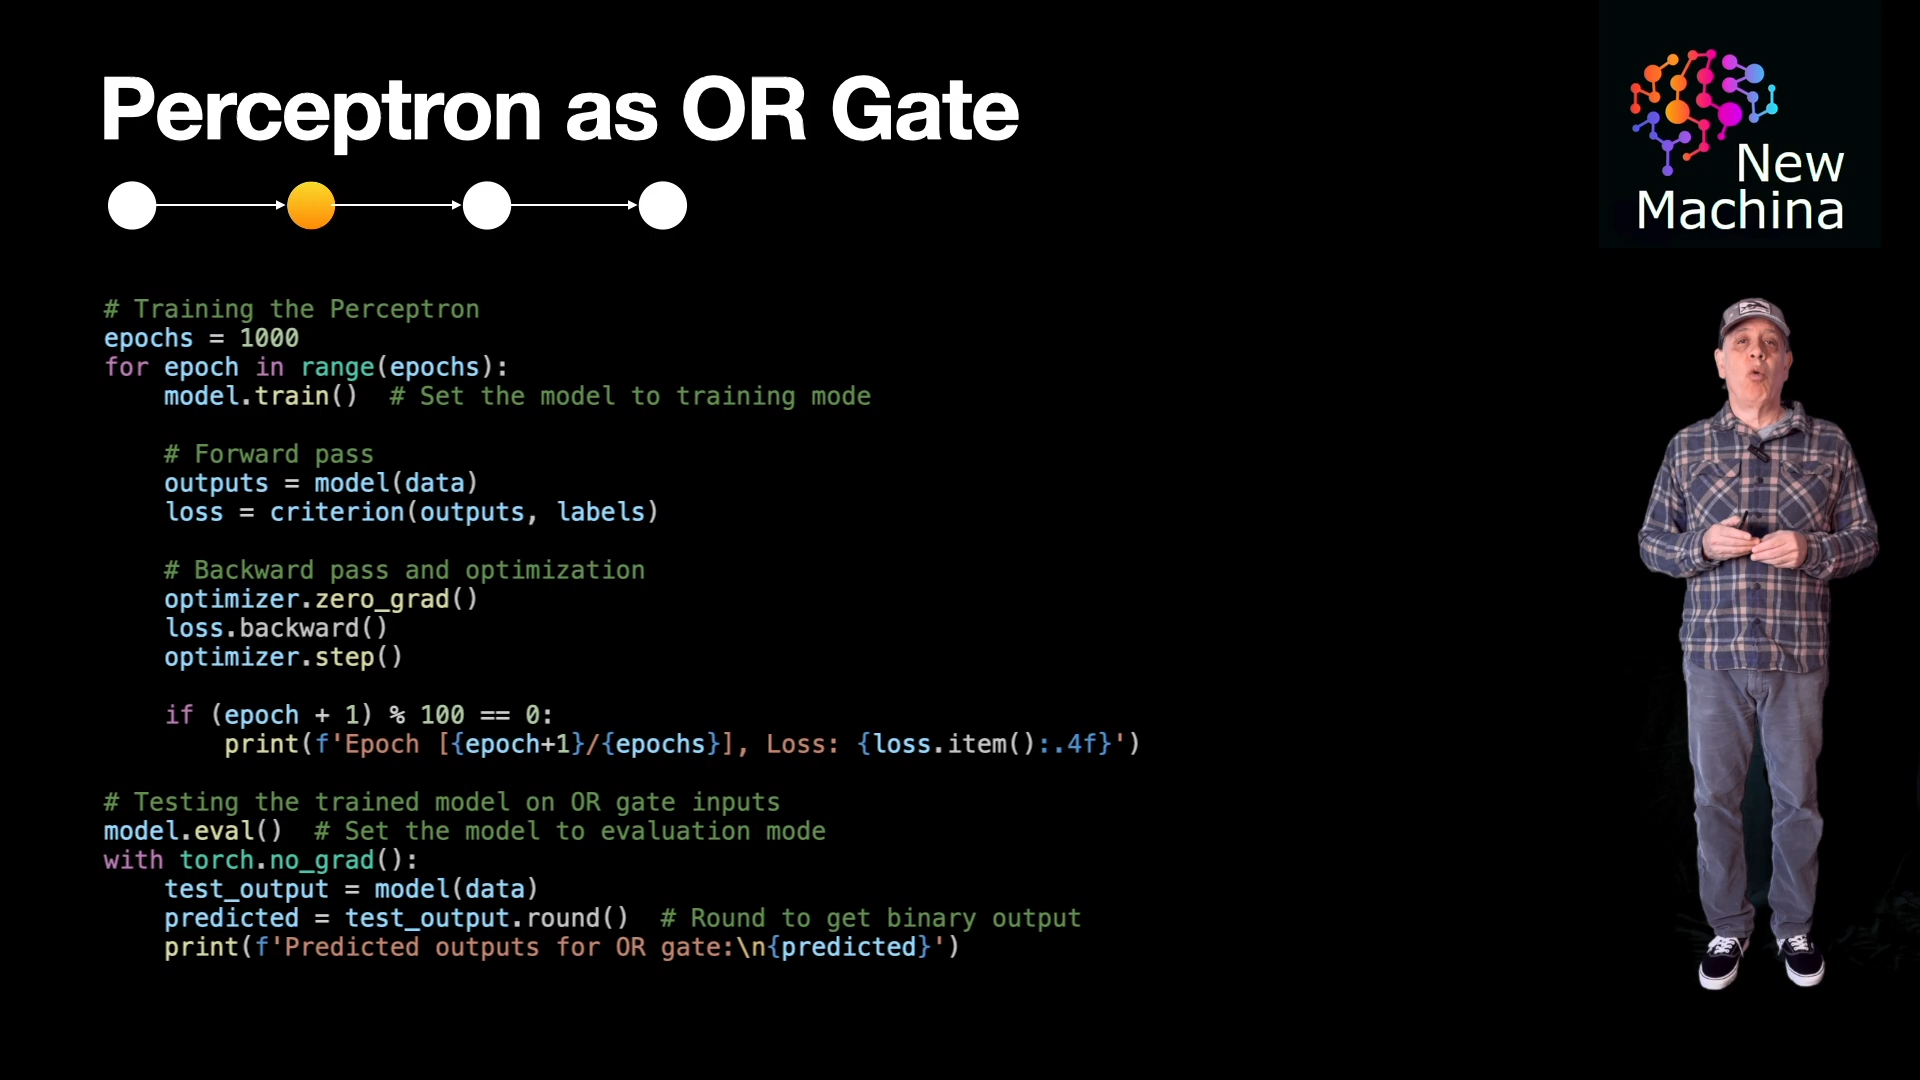 Perceptron as OR Gate
New
Machina
# Training the Perceptron
epochs = 1000
for epoch in range(epochs):
    model.train()  # Set the model to training mode
    # Forward pass
    outputs = model(data)
    loss = criterion(outputs, labels)
    # Backward pass and optimization
    optimizer.zero_grad()
    loss.backward()
    optimizer.step()
    if (epoch + 1) % 100 == 0:
        print(f'Epoch [{epoch+1}/{epochs}], Loss: {loss.item():.4f}')
# Testing the trained model on OR gate inputs
model.eval()  # Set the model to evaluation mode
with torch.no_grad():
    test_output = model(data)
    predicted = test_output.round()  # Round to get binary output
    print(f'Predicted outputs for OR gate:\n{predicted}')